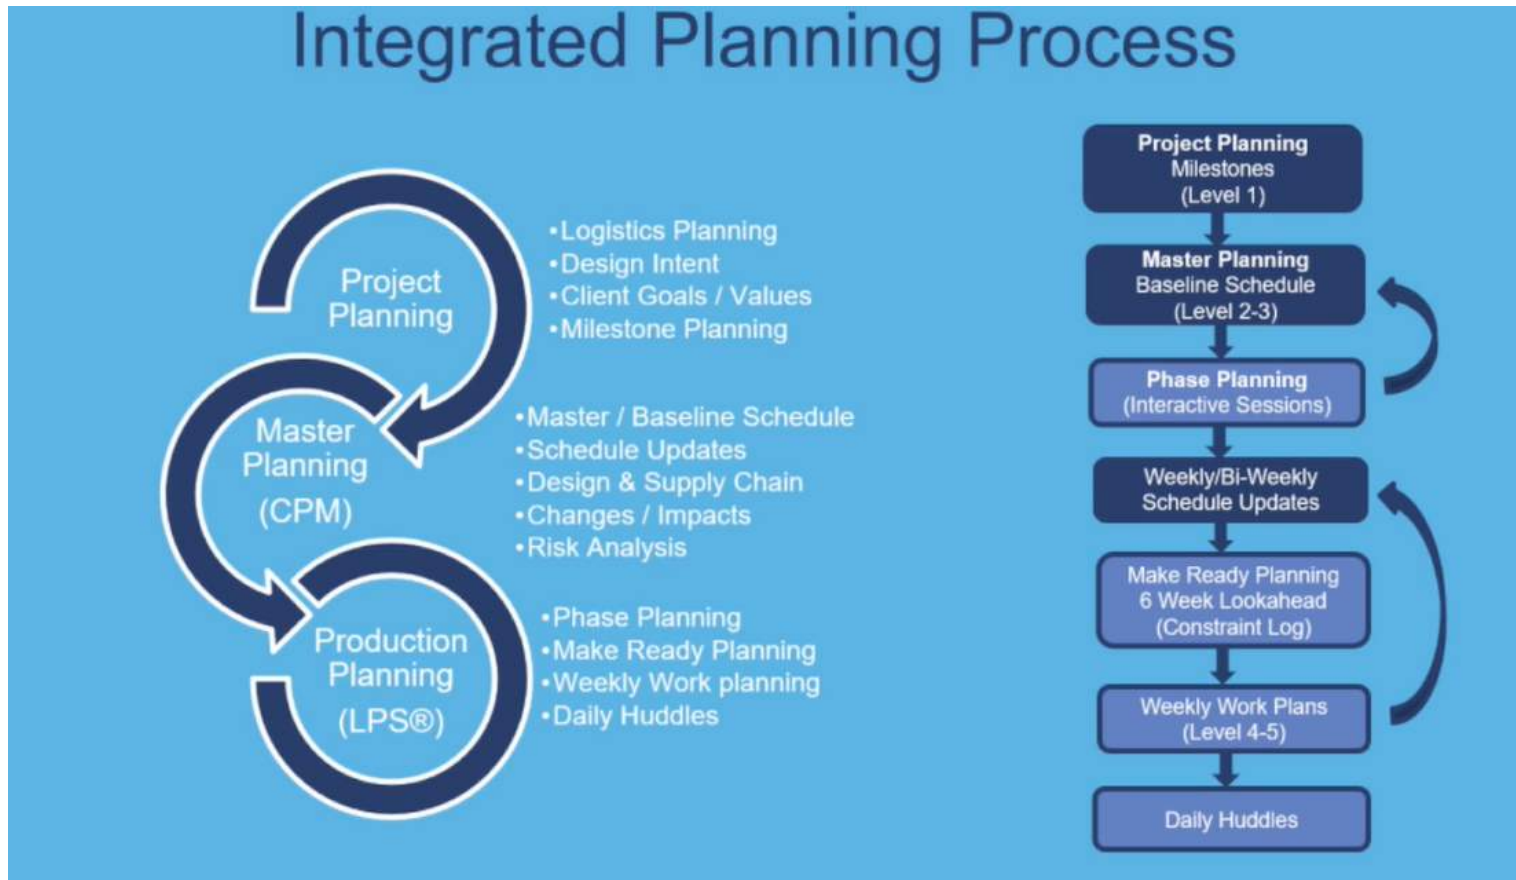 Integrated Planning Process
Project
Planning
•Logistics Planning
•Design Intent
•Client Goals / Values
•Milestone Planning
Master
Planning
(CPM)
•Master / Baseline Schedule
•Schedule Updates
•Design & Supply Chain
•Changes / Impacts
•Risk Analysis
Production
Planning
(LPS®)
•Phase Planning
•Make Ready Planning
•Weekly Work planning
•Daily Huddles
Project Planning
Milestones
(Level 1)
Master Planning
Baseline Schedule
(Level 2-3)
Phase Planning
(Interactive Sessions)
Weekly/Bi-Weekly
Schedule Updates
Make Ready Planning
6 Week Lookahead
(Constraint Log)
Weekly Work Plans
(Level 4-5)
Daily Huddles